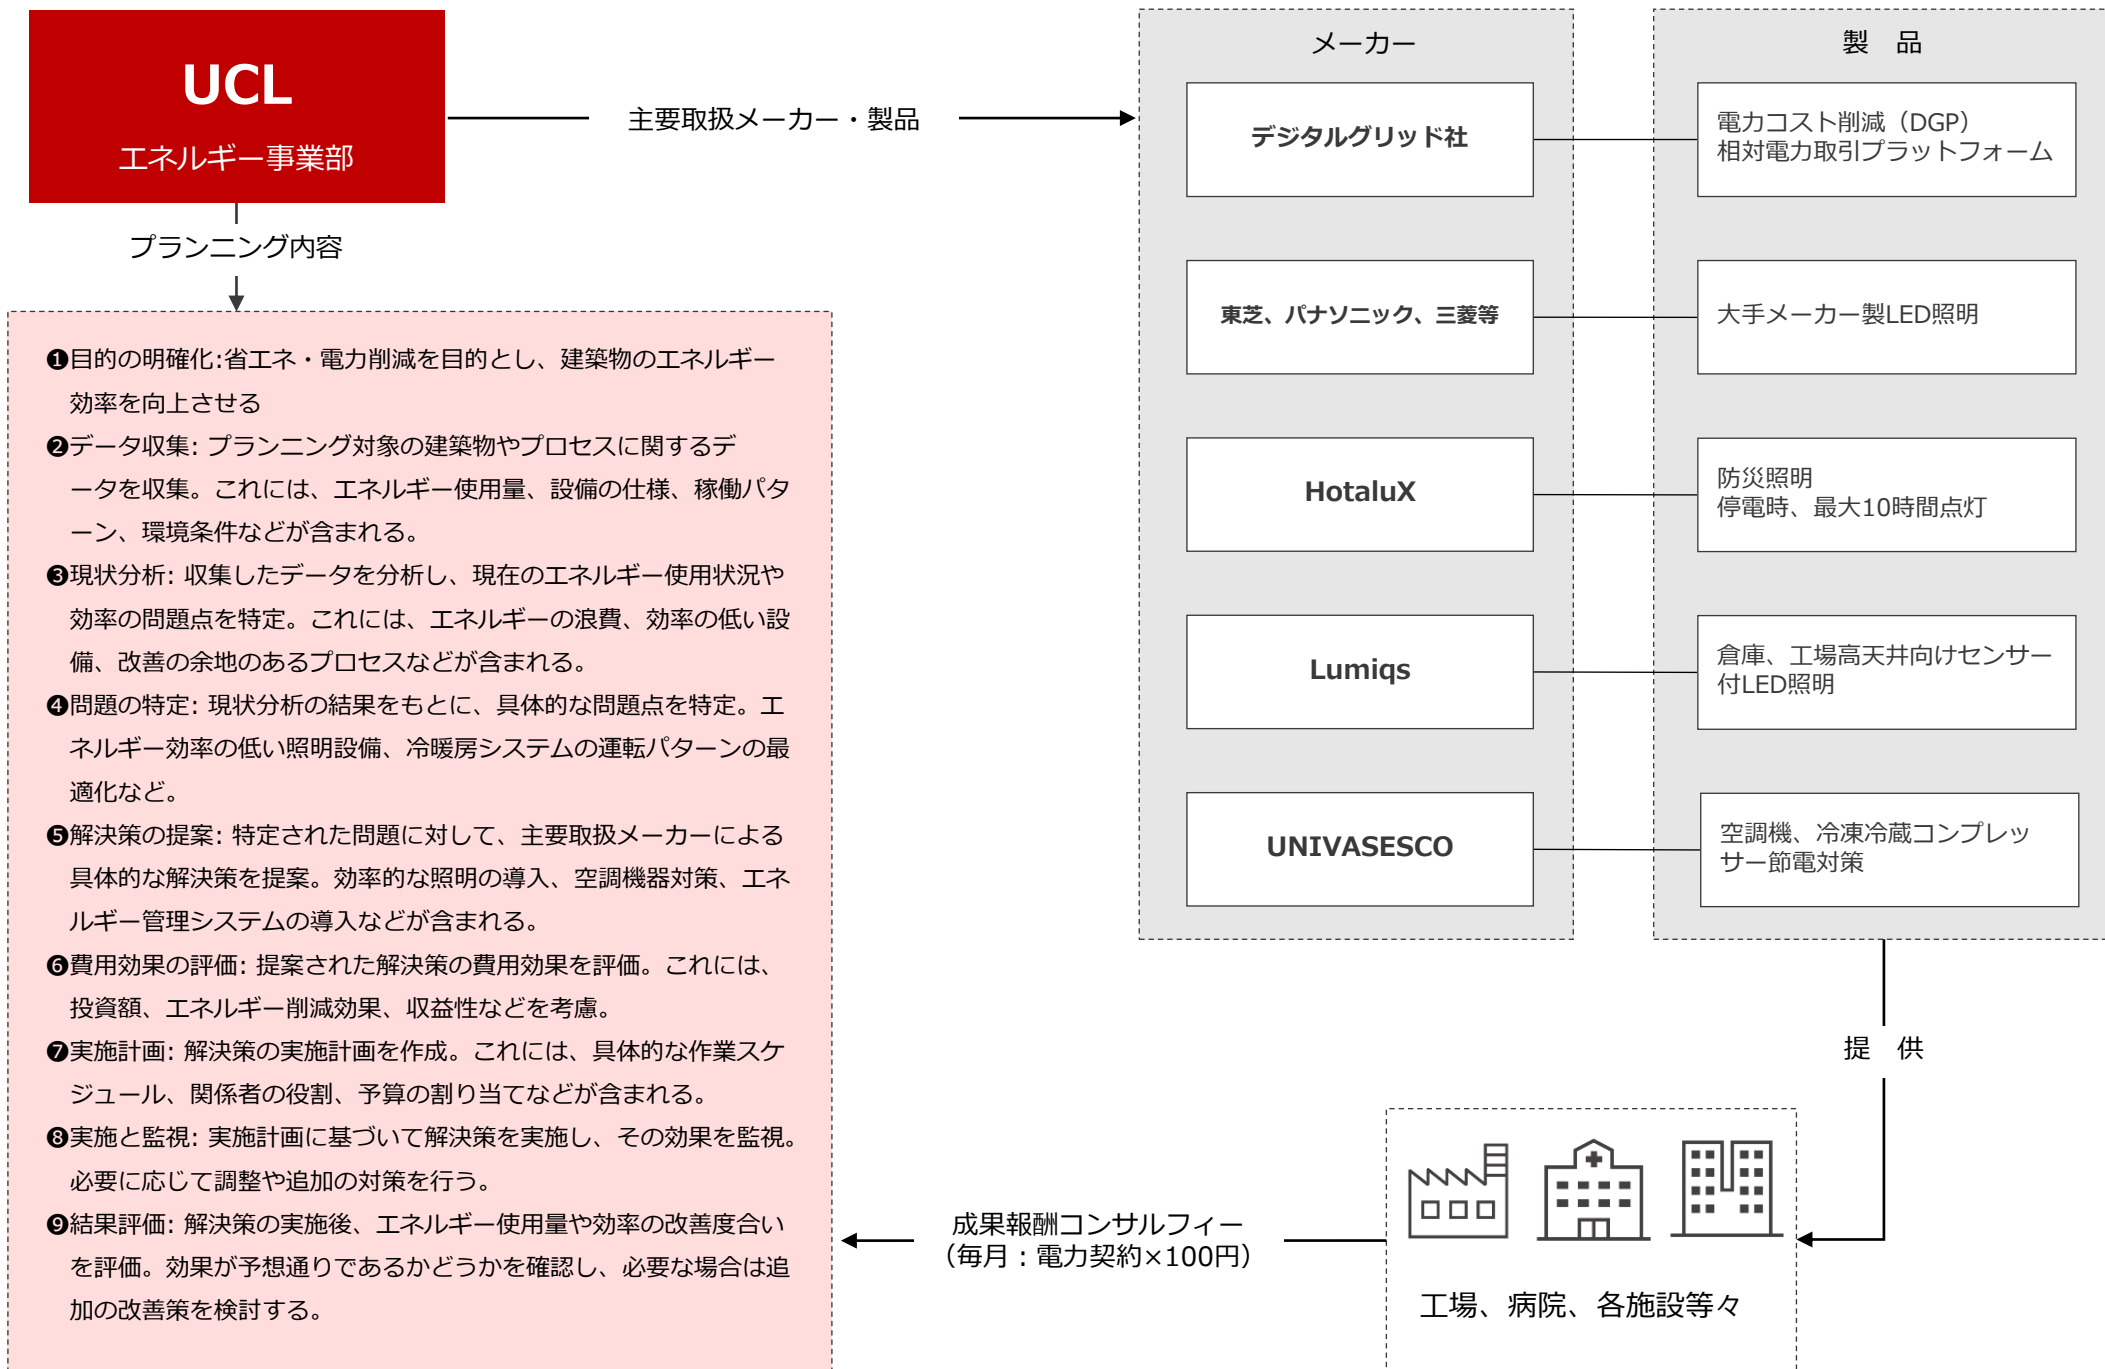 UCL
エネルギー事業部
主要取扱メーカー・製品
プランニング内容
❶目的の明確化:省エネ・電力削減を目的とし、建築物のエネルギー
効率を向上させる
❷データ収集: プランニング対象の建築物やプロセスに関するデ
ータを収集。これには、エネルギー使用量、設備の仕様、稼働パタ
ーン、環境条件などが含まれる。
❸現状分析: 収集したデータを分析し、現在のエネルギー使用状況や
効率の問題点を特定。これには、エネルギーの浪費、効率の低い設
備、改善の余地のあるプロセスなどが含まれる。
❹問題の特定: 現状分析の結果をもとに、具体的な問題点を特定。エ
ネルギー効率の低い照明設備、冷暖房システムの運転パターンの最
適化など。
❺解決策の提案: 特定された問題に対して、主要取扱メーカーによる
具体的な解決策を提案。効率的な照明の導入、空調機器対策、エネ
ルギー管理システムの導入などが含まれる。
❻費用効果の評価: 提案された解決策の費用効果を評価。これには、
投資額、エネルギー削減効果、収益性などを考慮。
❼実施計画: 解決策の実施計画を作成。これには、具体的な作業スケ
ジュール、関係者の役割、予算の割り当てなどが含まれる。
❽実施と監視: 実施計画に基づいて解決策を実施し、その効果を監視。
必要に応じて調整や追加の対策を行う。
❾結果評価: 解決策の実施後、エネルギー使用量や効率の改善度合い
を評価。効果が予想通りであるかどうかを確認し、必要な場合は追
加の改善策を検討する。
メーカー
デジタルグリッド社
東芝、パナソニック、三菱等
HotaluX
Lumiqs
UNIVASESCO
製　品
電力コスト削減（DGP）
相対電力取引プラットフォーム
大手メーカー製LED照明
防災照明
停電時、最大10時間点灯
倉庫、工場高天井向けセンサー
付LED照明
空調機、冷凍冷蔵コンプレッ
サー節電対策
提　供
工場、病院、各施設等々
成果報酬コンサルフィー
（毎月：電力契約×100円）